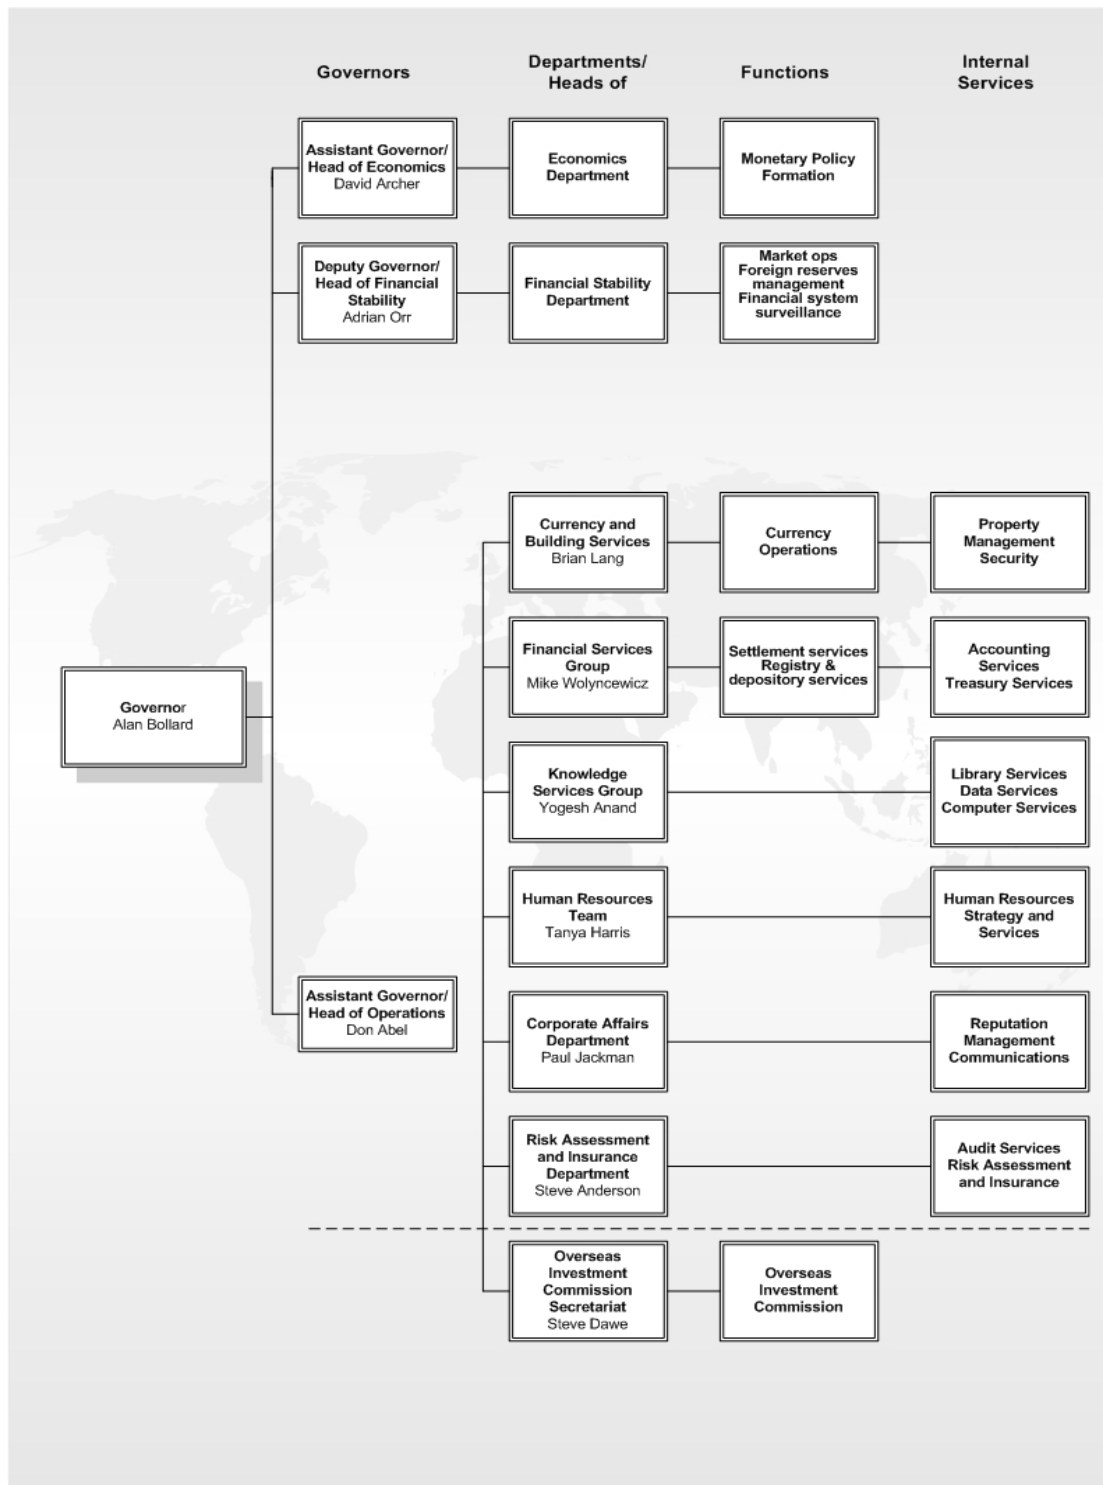 Governors
Departments/
Heads of
Functions
Internal
Services
Assistant Governor/
Head of Economics
David Archer
Economics
Department
Monetary Policy
Formation
Deputy Governor/
Head of Financial
Stability
Adrian Orr
Financial Stability
Department
Market ops
Foreign reserves
management
Financial system
surveillance
Currency and
Building Services
Brian Lang
Currency
Operations
Property
Management
Security
Financial Services
Group
Mike Wolyncewicz
Settlement services
Registry &
depository services
Accounting
Services
Treasury Services
Governor
Alan Bollard
Knowledge
Services Group
Yogesh Anand
Library Services
Data Services
Computer Services
Human Resources
Team
Tanya Harris
Human Resources
Strategy and
Services
Assistant Governor/
Head of Operations
Don Abel
Corporate Affairs
Department
Paul Jackman
Reputation
Management
Communications
Risk Assessment
and Insurance
Department
Steve Anderson
Audit Services
Risk Assessment
and Insurance
Overseas
Investment
Commission
Secretariat
Steve Dawe
Overseas
Investment
Commission